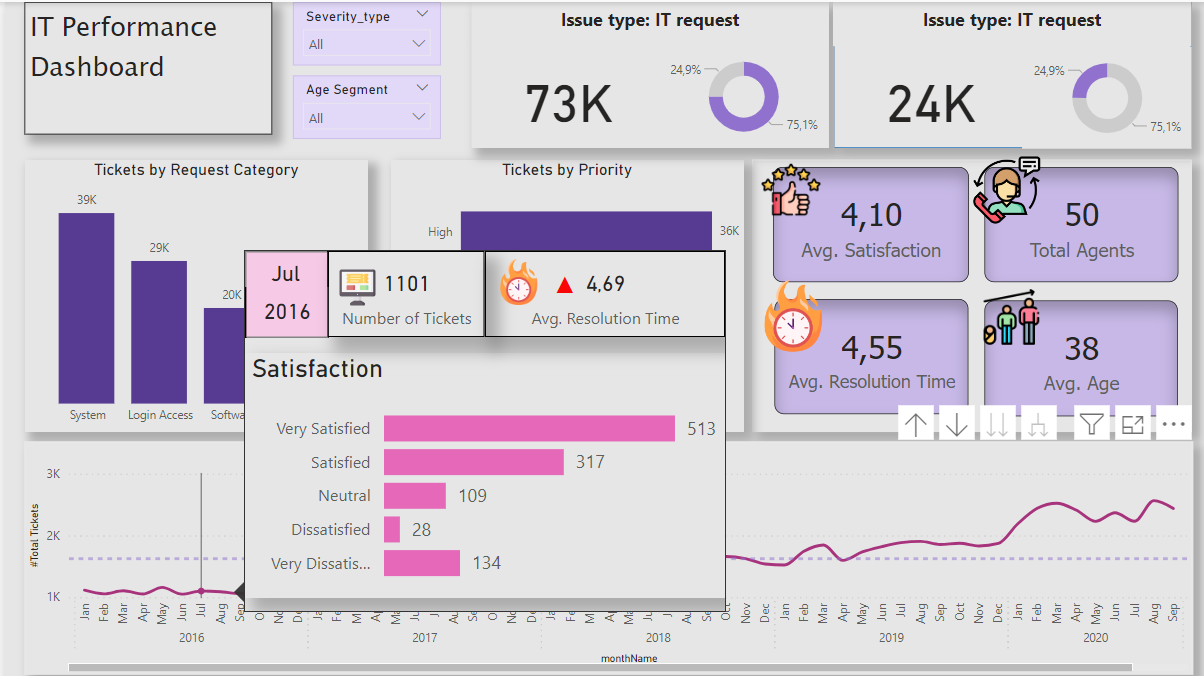 IT Performance
Dashboard
Severity_type
All
Age Segment
All
Issue type: IT request
73K
24,9%
75,1%
Issue type: IT request
24K
24,9%
75,1%
Tickets by Request Category
39K
29K
20K
System
Login Access
Softwa
Tickets by Priority
High
36K
4,10
Avg. Satisfaction
50
Total Agents
4,55
Avg. Resolution Time
38
Avg. Age
Jul
2016
1101
Number of Tickets
4,69
Avg. Resolution Time
Satisfaction
Very Satisfied
513
Satisfied
317
Neutral
109
Dissatisfied
28
Very Dissatis...
134
#Total Tickets
3K
2K
1K
Jan Feb Mar Apr May Jun Jul Aug Sep
Oct Nov Dec Jan Feb Mar Apr May Jun Jul Aug Sep Oct Nov Dec Jan Feb Mar Apr May Jun Jul Aug Sep
2016 2017 2018 2019 2020
monthName